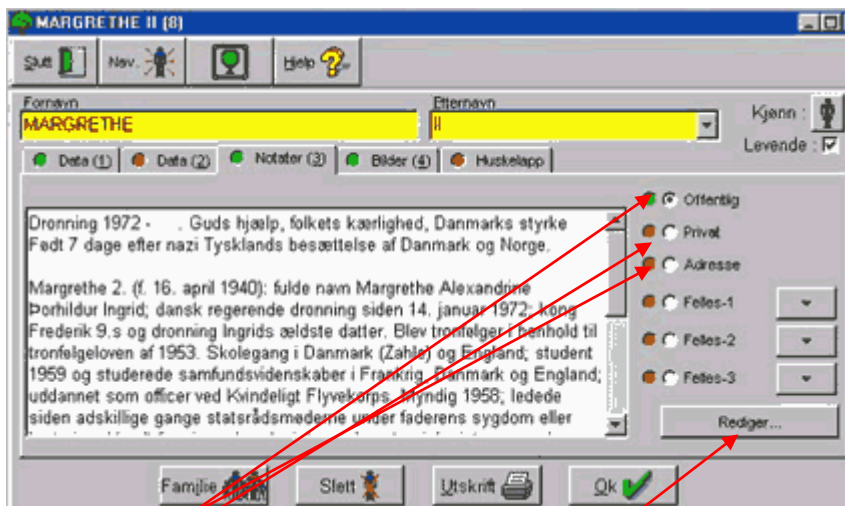 MARGRETHE II (8)
Slutt Nav. Hjelp
Fornavn Etternavn
MARGRETHE II
Kjønn :
Levende :
Data (1) Data (2) Notater (3) Bilder (4) Huskelapp
Dronning 1972 - . Guds hjælp, folkets kærlighed, Danmarks styrke
Født 7 dage efter nazi Tysklands besættelse af Danmark og Norge.
Margrethe 2. (f. 16. april 1940): fulde navn Margrethe Alexandrine
Þorhildur Ingrid; dansk regerende dronning siden 14. januar 1972; kong
Frederik 9.s og dronning Ingrids ældste datter. Blev tronfølger i henhold til
tronfølgeloven af 1953. Skolegang i Danmark (Zahle) og England; student
1959 og studerede samfundsvidenskaber i Frankrig, Danmark og England;
uddannet som officer ved Kvindeligt Flyvekorps. Myndig 1958; ledede
siden adskillige gange statsrådsmøderne under faderens sygdom eller
Offentlig
Privat
Adresse
Felles-1
Felles-2
Felles-3
Rediger...
Familie Slett Utskrift Ok